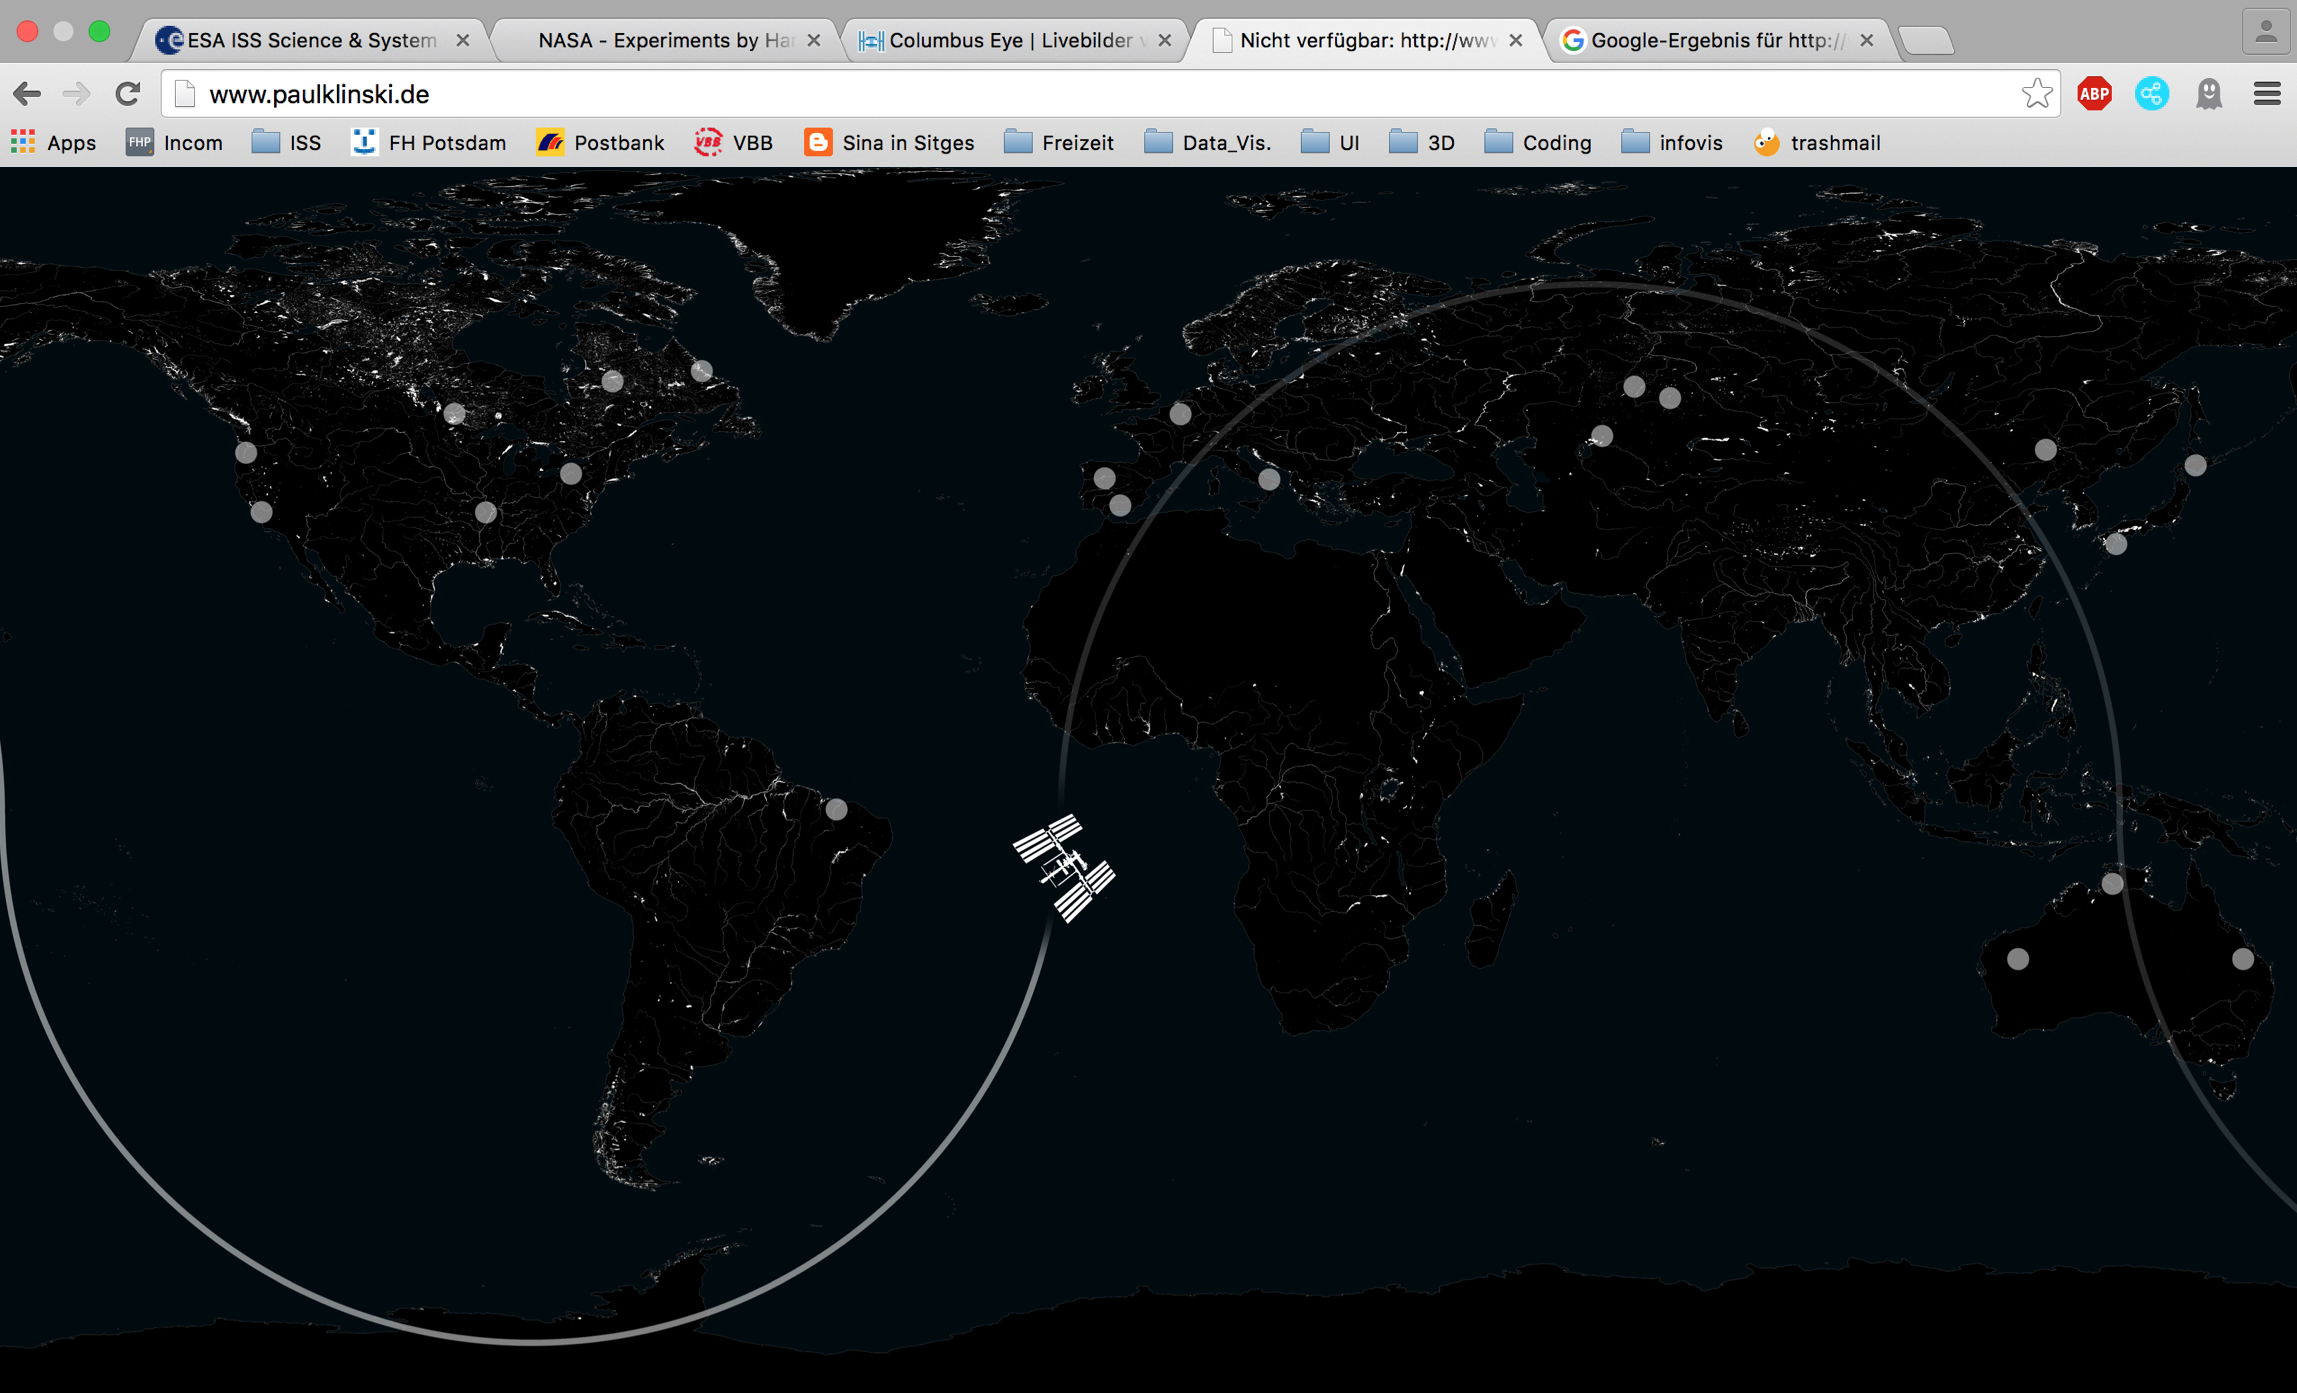 ESA ISS Science & System
NASA - Experiments by Har
Columbus Eye | Livebilder
Nicht verfügbar: http://www
Google-Ergebnis für http://
www.paulklinski.de
ABP
Apps
FHP
Incom
ISS
FH Potsdam
Postbank
VBB
VBB
Sina in Sitges
Freizeit
Data_Vis.
UI
3D
Coding
infovis
trashmail